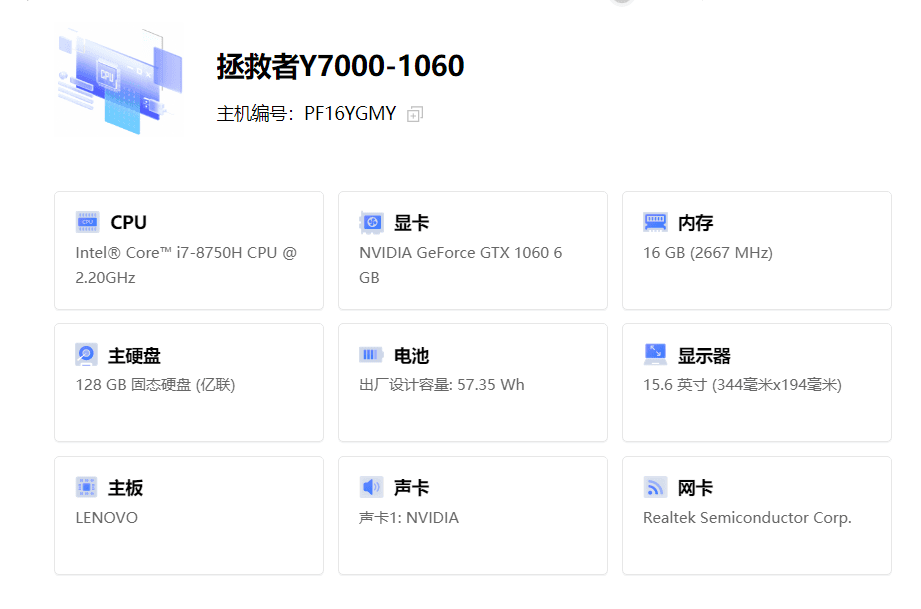 拯救者Y7000-1060
主机编号：PF16YGMY
CPU
CPU
Intel® Core™ i7-8750H CPU @
2.20GHz
显卡
NVIDIA GeForce GTX 1060 6
GB
内存
16 GB (2667 MHz)
主硬盘
128 GB 固态硬盘 (亿联)
电池
出厂设计容量: 57.35 Wh
显示器
15.6 英寸 (344毫米x194毫米)
主板
LENOVO
声卡
声卡1: NVIDIA
网卡
Realtek Semiconductor Corp.